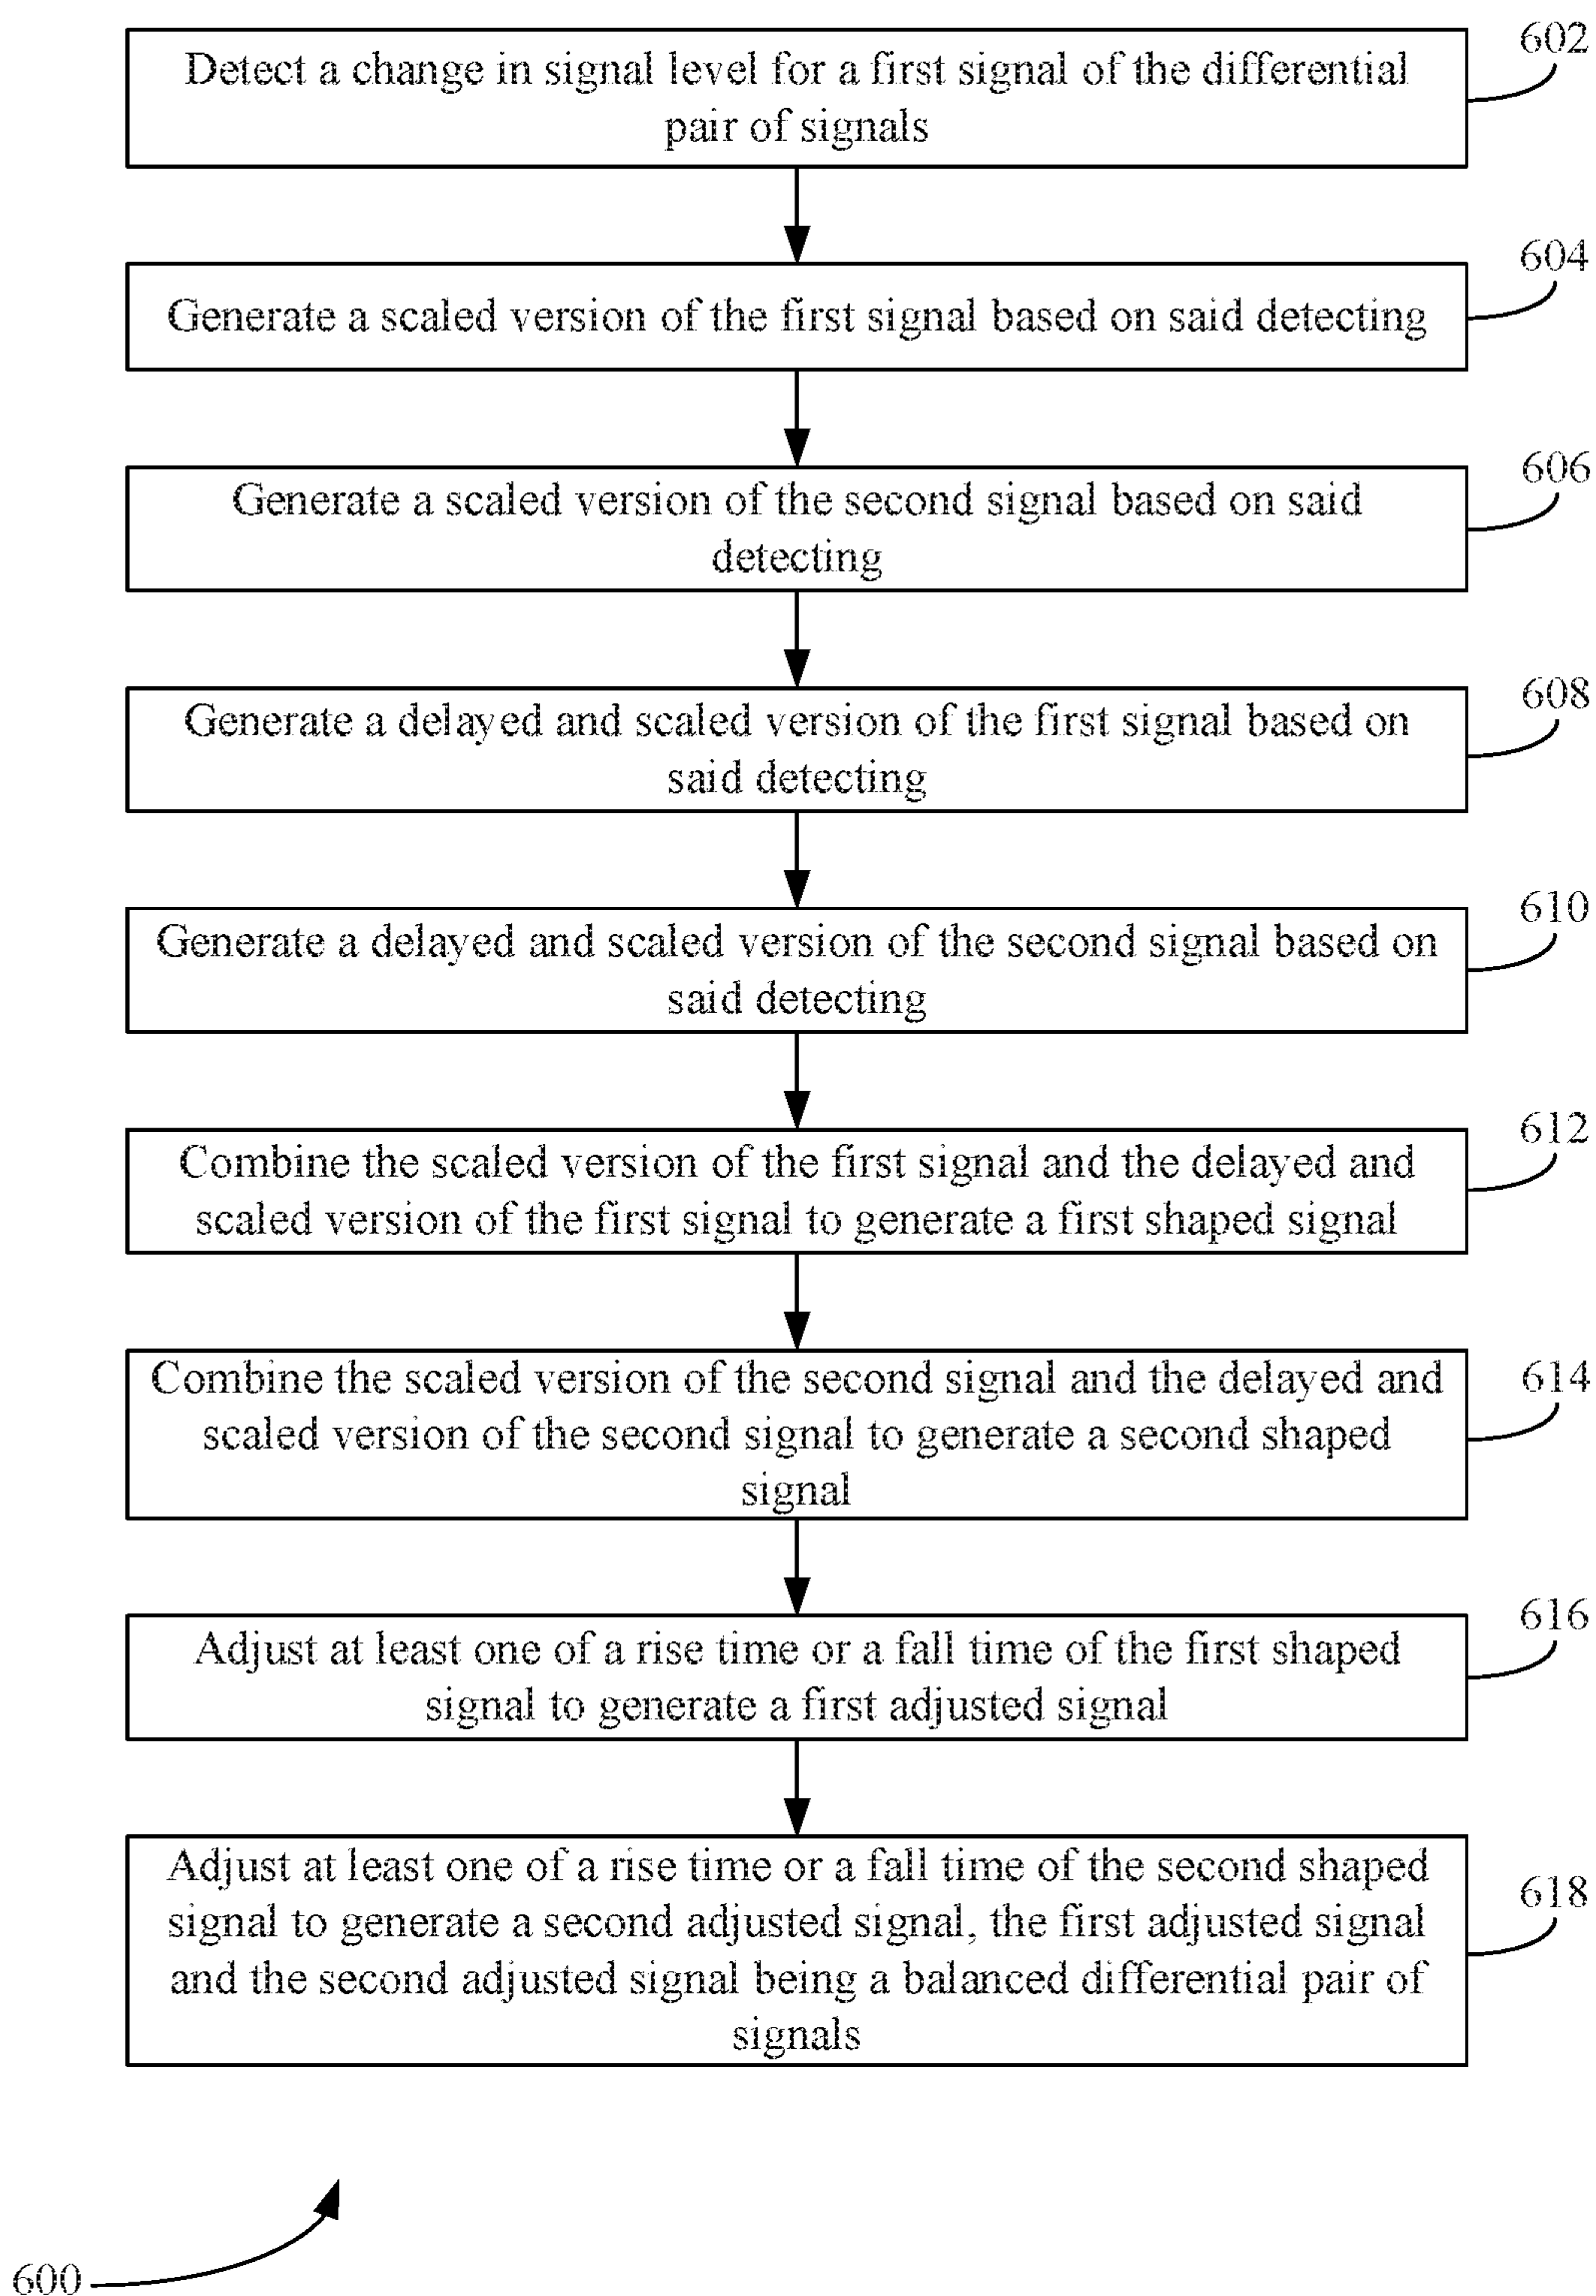 602
Detect a change in signal level for a first signal of the differential
pair of signals
604
Generate a scaled version of the first signal based on said detecting
606
Generate a scaled version of the second signal based on said
detecting
608
Generate a delayed and scaled version of the first signal based on
said detecting
610
Generate a delayed and scaled version of the second signal based on
said detecting
612
Combine the scaled version of the first signal and the delayed and
scaled version of the first signal to generate a first shaped signal
614
Combine the scaled version of the second signal and the delayed and
scaled version of the second signal to generate a second shaped
signal
616
Adjust at least one of a rise time or a fall time of the first shaped
signal to generate a first adjusted signal
618
Adjust at least one of a rise time or a fall time of the second shaped
signal to generate a second adjusted signal, the first adjusted signal
and the second adjusted signal being a balanced differential pair of
signals
600